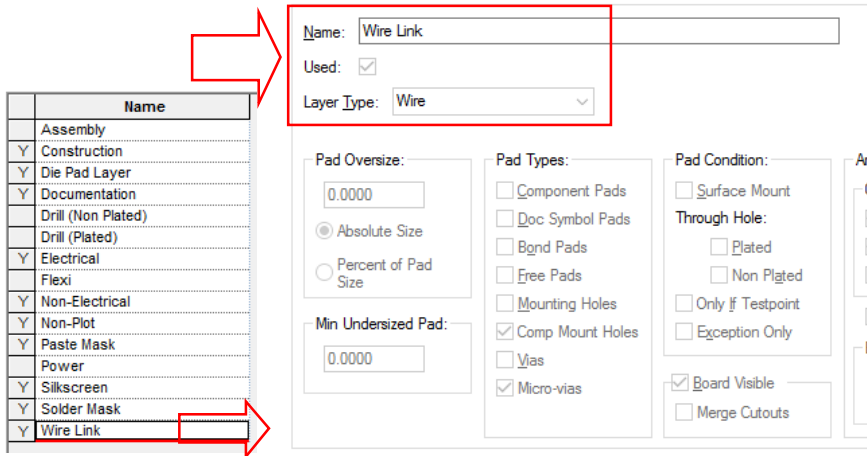 Name: Wire Link
Used:
Layer Type: Wire
Name
Assembly
Y Construction
Y Die Pad Layer
Y Documentation
Drill (Non Plated)
Drill (Plated)
Y Electrical
Flexi
Y Non-Electrical
Y Non-Plot
Y Paste Mask
Power
Y Silkscreen
Y Solder Mask
Y Wire Link
Pad Oversize:
0.0000
Absolute Size
Percent of Pad
Size
Min Undersized Pad:
0.0000
Pad Types:
Component Pads
Doc Symbol Pads
Bond Pads
Free Pads
Mounting Holes
Comp Mount Holes
Vias
Micro-vias
Pad Condition:
Surface Mount
Through Hole:
Plated
Non Plated
Only If Testpoint
Exception Only
Board Visible
Merge Cutouts